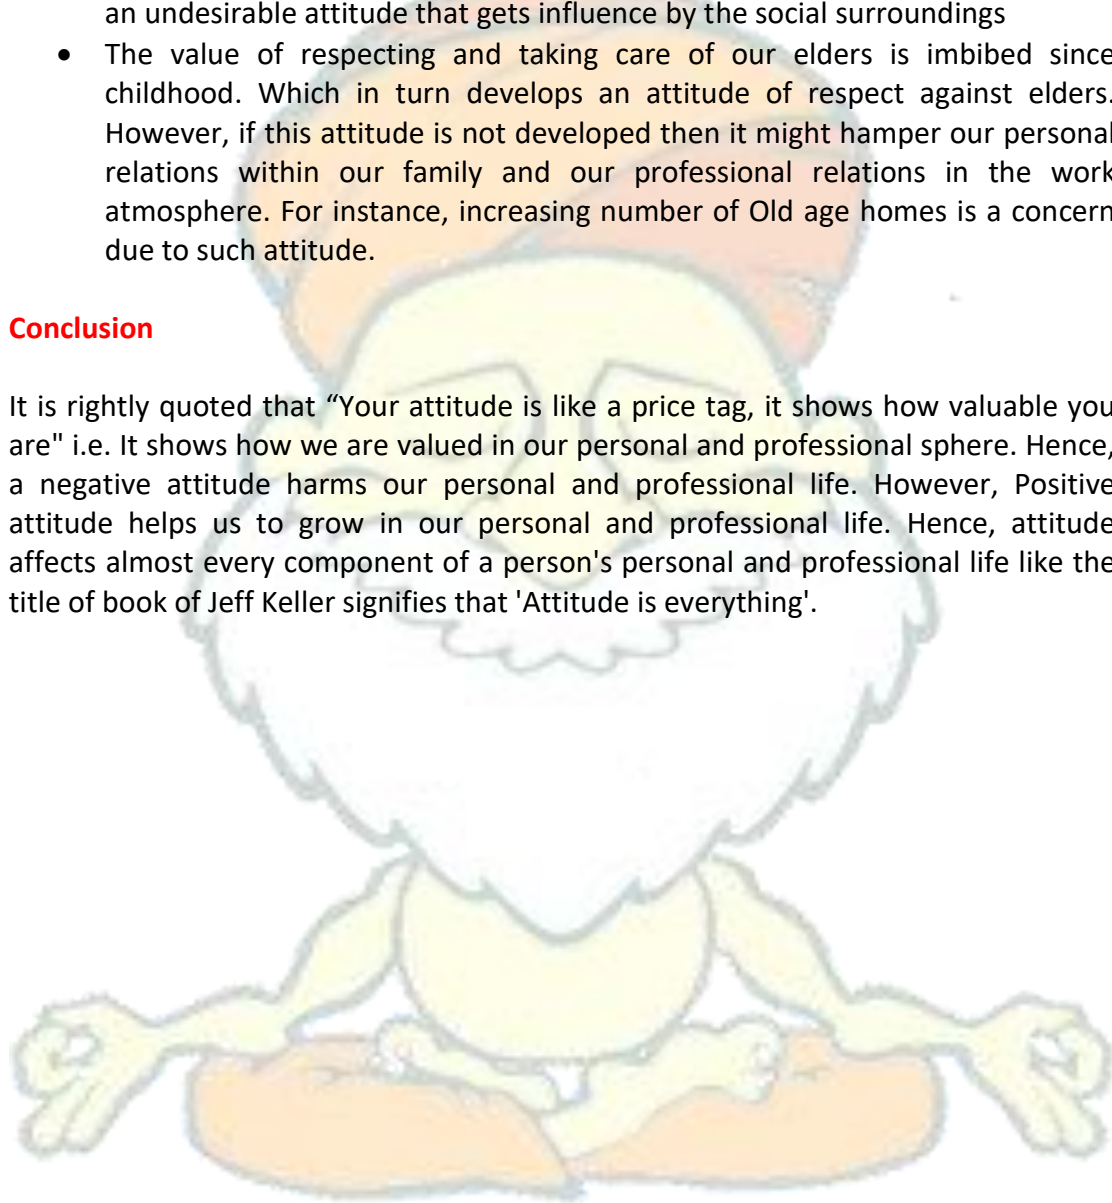 an undesirable attitude that gets influence by the social surroundings
• The value of respecting and taking care of our elders is imbibed since
childhood. Which in turn develops an attitude of respect against elders.
However, if this attitude is not developed then it might hamper our personal
relations within our family and our professional relations in the work
atmosphere. For instance, increasing number of Old age homes is a concern
due to such attitude.
Conclusion
It is rightly quoted that “Your attitude is like a price tag, it shows how valuable you
are" i.e. It shows how we are valued in our personal and professional sphere. Hence,
a negative attitude harms our personal and professional life. However, Positive
attitude helps us to grow in our personal and professional life. Hence, attitude
affects almost every component of a person's personal and professional life like the
title of book of Jeff Keller signifies that 'Attitude is everything'.